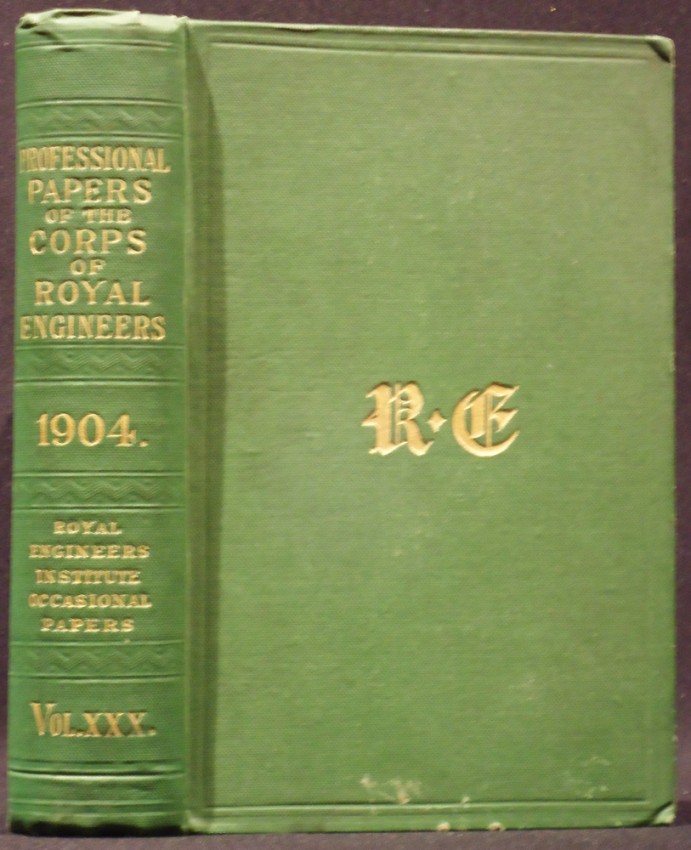 PROFESSIONAL
PAPERS
OF THE
CORPS
OF
ROYAL
ENGINEERS
1904.
ROYAL
ENGINEERS
INSTITUTE
OCCASIONAL
PAPERS
VOL.XXX.
R·E